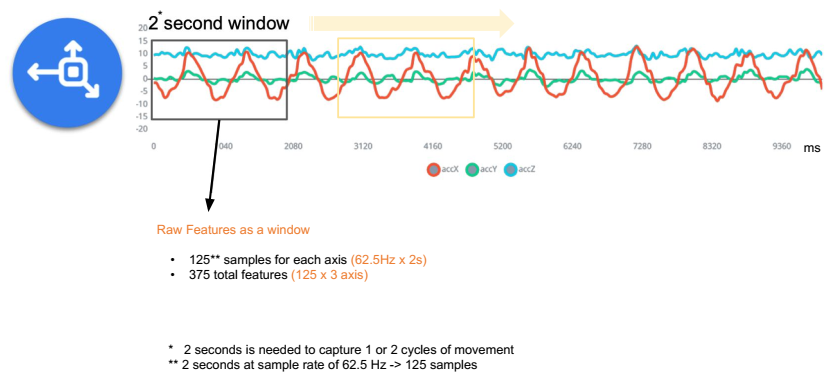 2* second window
20
15
10
5
0
-5
-10
-15
-20
0 040 2080 3120 4160 5200 6240 7280 8320 9360 ms
accX accY accZ
Raw Features as a window
• 125** samples for each axis (62.5Hz x 2s)
• 375 total features (125 x 3 axis)
* 2 seconds is needed to capture 1 or 2 cycles of movement
** 2 seconds at sample rate of 62.5 Hz -> 125 samples